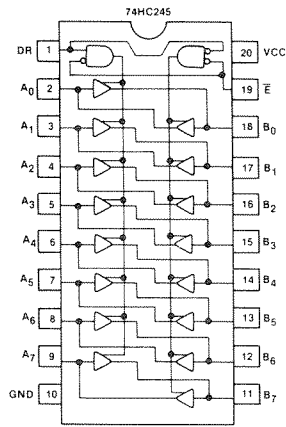 74HC245
DR 1 20 VCC
A0 2 19 E̅
A1 3 18 B0
A2 4 17 B1
A3 5 16 B2
A4 6 15 B3
A5 7 14 B4
A6 8 13 B5
A7 9 12 B6
GND 10 11 B7